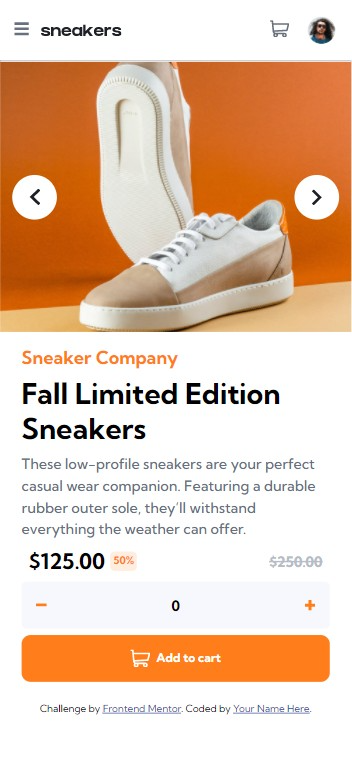 sneakers
Sneaker Company
Fall Limited Edition
Sneakers
These low-profile sneakers are your perfect
casual wear companion. Featuring a durable
rubber outer sole, they'll withstand
everything the weather can offer.
$125.00 50% $250.00
0
Add to cart
Challenge by Frontend Mentor. Coded by Your Name Here.